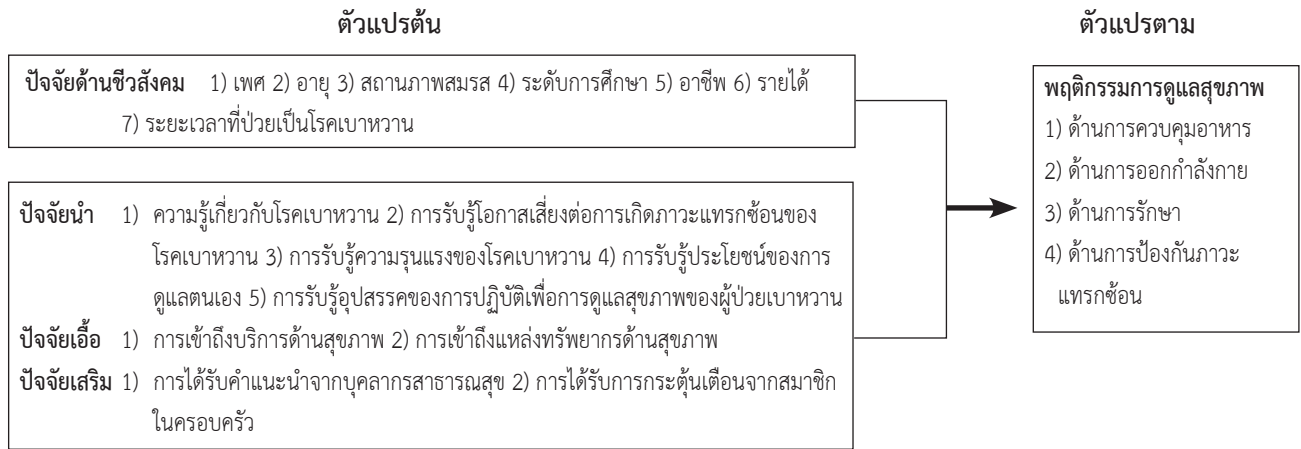 ตัวแปรต้น
ตัวแปรตาม
ปัจจัยด้านชีวสังคม 1) เพศ 2) อายุ 3) สถานภาพสมรส 4) ระดับการศึกษา 5) อาชีพ 6) รายได้
7) ระยะเวลาที่ป่วยเป็นโรคเบาหวาน
ปัจจัยนำ 1) ความรู้เกี่ยวกับโรคเบาหวาน 2) การรับรู้โอกาสเสี่ยงต่อการเกิดภาวะแทรกซ้อนของ
โรคเบาหวาน 3) การรับรู้ความรุนแรงของโรคเบาหวาน 4) การรับรู้ประโยชน์ของการ
ดูแลตนเอง 5) การรับรู้อุปสรรคของการปฏิบัติเพื่อการดูแลสุขภาพของผู้ป่วยเบาหวาน
ปัจจัยเอื้อ 1) การเข้าถึงบริการด้านสุขภาพ 2) การเข้าถึงแหล่งทรัพยากรด้านสุขภาพ
ปัจจัยเสริม 1) การได้รับคำแนะนำจากบุคลากรสาธารณสุข 2) การได้รับการกระตุ้นเตือนจากสมาชิก
ในครอบครัว
พฤติกรรมการดูแลสุขภาพ
1) ด้านการควบคุมอาหาร
2) ด้านการออกกำลังกาย
3) ด้านการรักษา
4) ด้านการป้องกันภาวะ
แทรกซ้อน